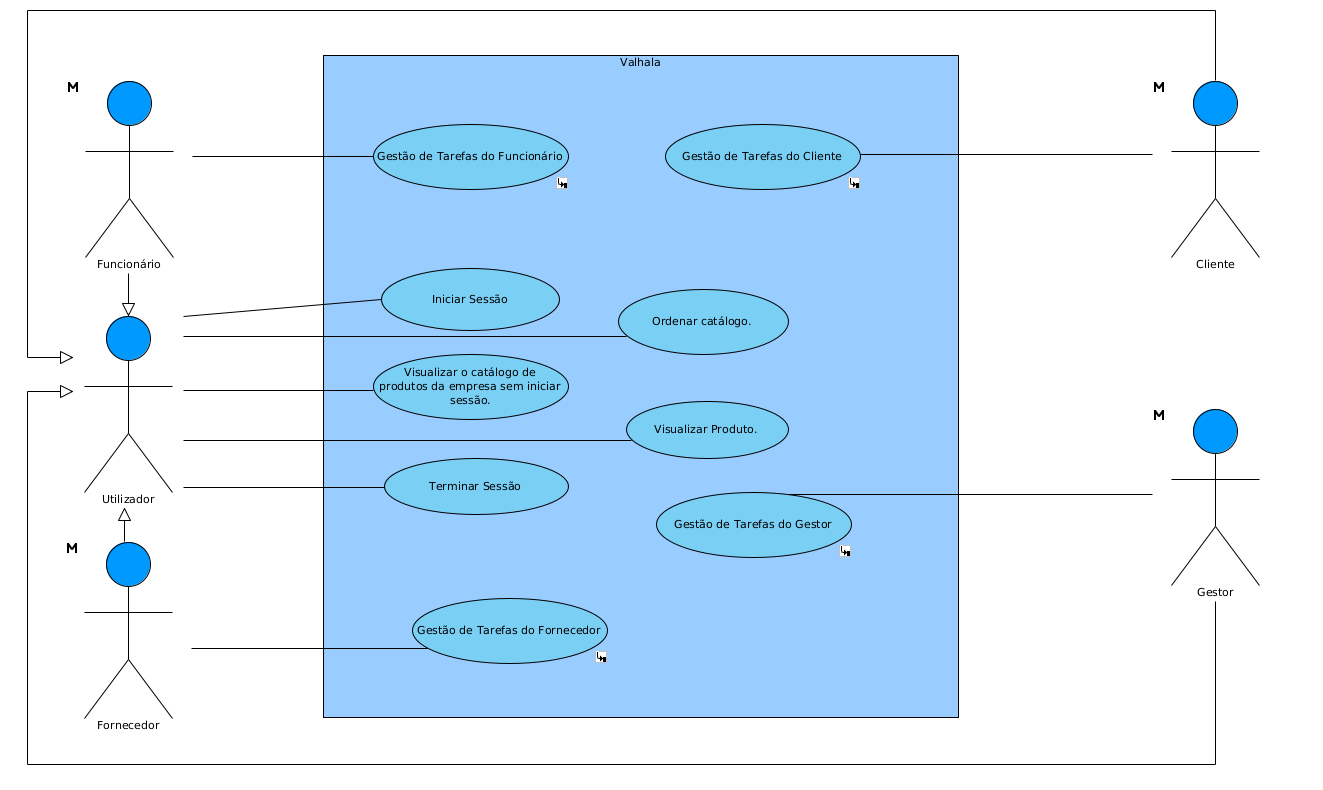 Valhala
M
M
Gestão de Tarefas do Funcionário
Gestão de Tarefas do Cliente
Funcionário
Cliente
Iniciar Sessão
Ordenar catálogo.
Visualizar o catálogo de
produtos da empresa sem iniciar
sessão.
M
Visualizar Produto.
Terminar Sessão
Utilizador
Gestão de Tarefas do Gestor
M
Gestor
Gestão de Tarefas do Fornecedor
Fornecedor